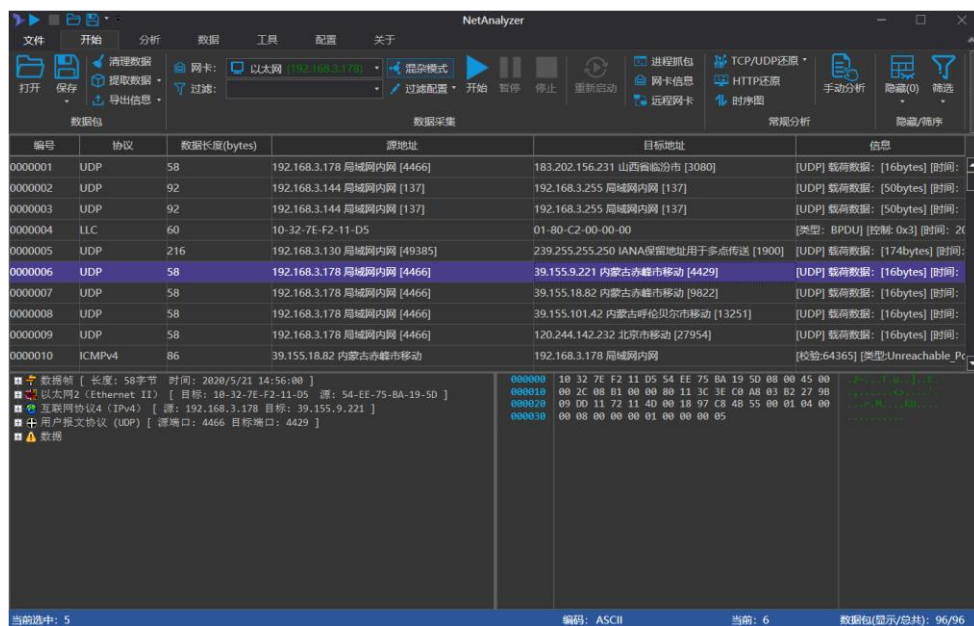 NetAnalyzer
文件 开始 分析 数据 工具 配置 关于
打开 保存 清理数据 提取数据 导出信息 数据包
网卡: 以太网 (192.168.3.178) 混杂模式
过滤: 过滤配置 开始 暂停 停止 重新启动 数据采集
进程抓包 网卡信息 远程网卡
TCP/UDP还原 HTTP还原 时序图 手动分析 常规分析
隐藏(0) 筛选 隐藏/筛序
编号 协议 数据长度(bytes) 源地址 目标地址 信息
0000001 UDP 58 192.168.3.178 局域网内网 [4466] 183.202.156.231 山西省临汾市 [3080] [UDP] 载荷数据: [16bytes] [时间:
0000002 UDP 92 192.168.3.144 局域网内网 [137] 192.168.3.255 局域网内网 [137] [UDP] 载荷数据: [50bytes] [时间:
0000003 UDP 92 192.168.3.144 局域网内网 [137] 192.168.3.255 局域网内网 [137] [UDP] 载荷数据: [50bytes] [时间:
0000004 LLC 60 10-32-7E-F2-11-D5 01-80-C2-00-00-00 [类型: BPDU] [控制: 0x3] [时间: 20
0000005 UDP 216 192.168.3.130 局域网内网 [49385] 239.255.255.250 IANA保留地址用于多点传送 [1900] [UDP] 载荷数据: [174bytes] [时间:
0000006 UDP 58 192.168.3.178 局域网内网 [4466] 39.155.9.221 内蒙古赤峰市移动 [4429] [UDP] 载荷数据: [16bytes] [时间:
0000007 UDP 58 192.168.3.178 局域网内网 [4466] 39.155.18.82 内蒙古赤峰市移动 [9822] [UDP] 载荷数据: [16bytes] [时间:
0000008 UDP 58 192.168.3.178 局域网内网 [4466] 39.155.101.42 内蒙古呼伦贝尔市移动 [13251] [UDP] 载荷数据: [16bytes] [时间:
0000009 UDP 58 192.168.3.178 局域网内网 [4466] 120.244.142.232 北京市移动 [27954] [UDP] 载荷数据: [16bytes] [时间:
0000010 ICMPv4 86 39.155.18.82 内蒙古赤峰市移动 192.168.3.178 局域网内网 [校验:64365] [类型:Unreachable_Po
数据帧 [ 长度: 58字节 时间: 2020/5/21 14:56:00 ]
以太网2 (Ethernet II) [ 目标: 10-32-7E-F2-11-D5 源: 54-EE-75-BA-19-5D ]
互联网协议4 (IPv4) [ 源: 192.168.3.178 目标: 39.155.9.221 ]
用户报文协议 (UDP) [ 源端口: 4466 目标端口: 4429 ]
数据
000000 10 32 7E F2 11 D5 54 EE 75 BA 19 5D 08 00 45 00
000010 00 2C 08 B1 00 00 80 11 3C 3E C0 A8 03 B2 27 9B
000020 09 DD 11 72 11 4D 00 18 97 C8 4B 55 00 01 04 00
000030 00 08 00 00 00 01 00 00 00 05
当前选中: 5 编码: ASCII 当前: 6 数据包(显示/总共): 96/96